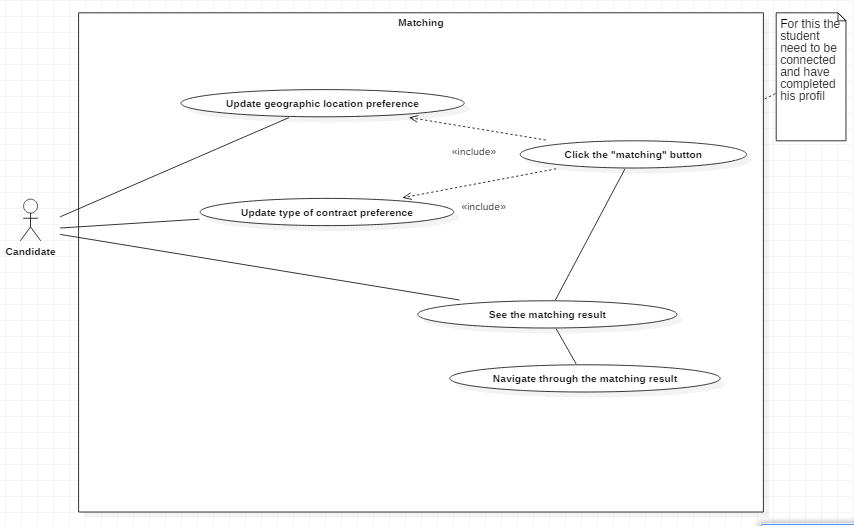 Matching
For this the
student
need to be
connected
and have
completed
his profil
Update geographic location preference
«include»
Click the "matching" button
Update type of contract preference
«include»
Candidate
See the matching result
Navigate through the matching result